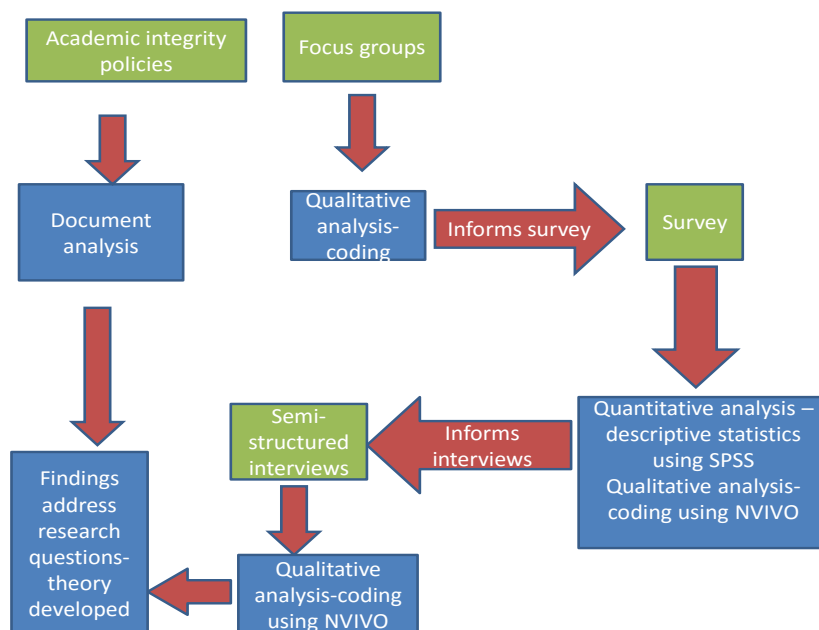 Academic integrity
policies
Focus groups
Document
analysis
Qualitative
analysis-
coding
Informs survey
Survey
Quantitative analysis –
descriptive statistics
using SPSS
Qualitative analysis-
coding using NVIVO
Informs
interviews
Semi-
structured
interviews
Qualitative
analysis-coding
using NVIVO
Findings
address
research
questions-
theory
developed